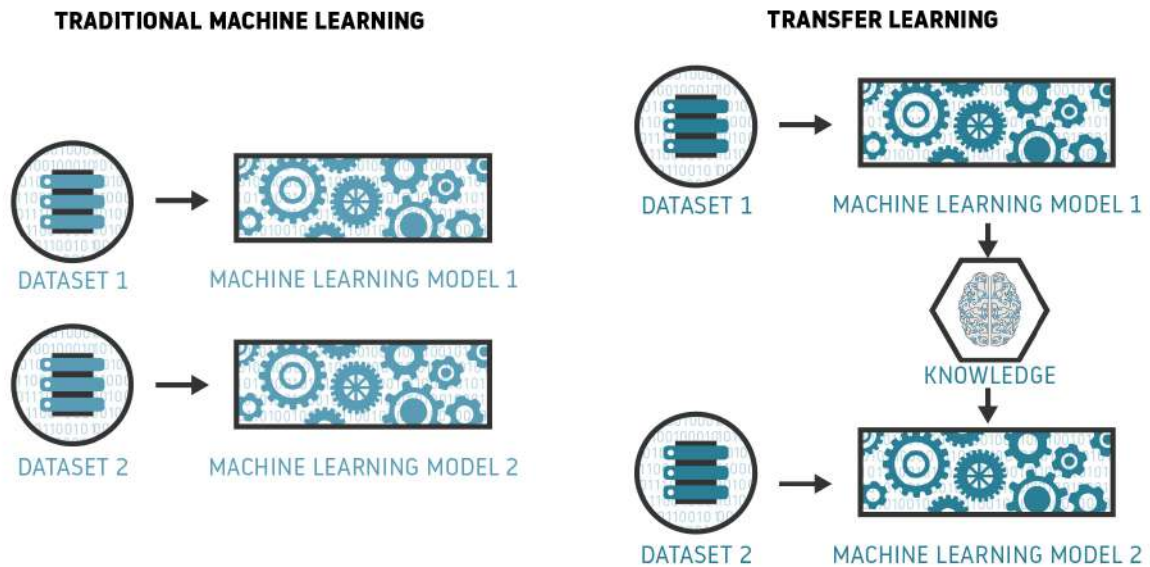 TRADITIONAL MACHINE LEARNING
DATASET 1
MACHINE LEARNING MODEL 1
DATASET 2
MACHINE LEARNING MODEL 2
TRANSFER LEARNING
DATASET 1
MACHINE LEARNING MODEL 1
KNOWLEDGE
DATASET 2
MACHINE LEARNING MODEL 2